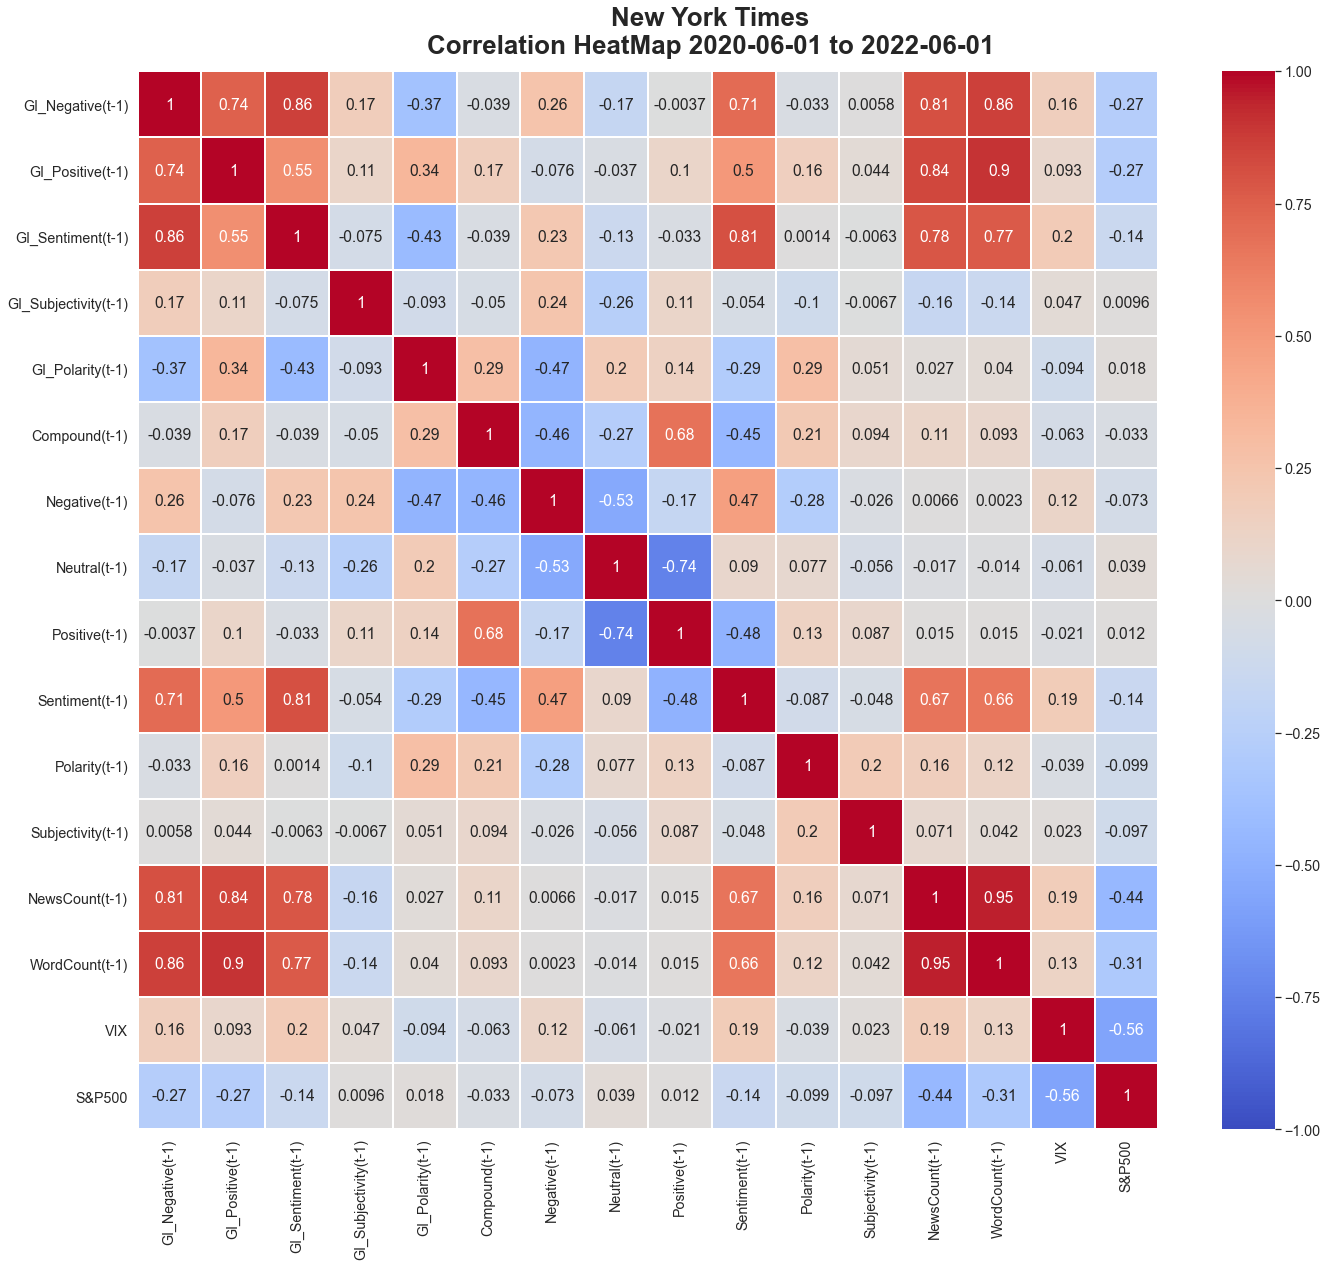 New York Times
Correlation HeatMap 2020-06-01 to 2022-06-01
GI_Negative(t-1) 1 0.74 0.86 0.17 -0.37 -0.039 0.26 -0.17 -0.0037 0.71 -0.033 0.0058 0.81 0.86 0.16 -0.27
GI_Positive(t-1) 0.74 1 0.55 0.11 0.34 0.17 -0.076 -0.037 0.1 0.5 0.16 0.044 0.84 0.9 0.093 -0.27
GI_Sentiment(t-1) 0.86 0.55 1 -0.075 -0.43 -0.039 0.23 -0.13 -0.033 0.81 0.0014 -0.0063 0.78 0.77 0.2 -0.14
GI_Subjectivity(t-1) 0.17 0.11 -0.075 1 -0.093 -0.05 0.24 -0.26 0.11 -0.054 -0.1 -0.0067 -0.16 -0.14 0.047 0.0096
GI_Polarity(t-1) -0.37 0.34 -0.43 -0.093 1 0.29 -0.47 0.2 0.14 -0.29 0.29 0.051 0.027 0.04 -0.094 0.018
Compound(t-1) -0.039 0.17 -0.039 -0.05 0.29 1 -0.46 -0.27 0.68 -0.45 0.21 0.094 0.11 0.093 -0.063 -0.033
Negative(t-1) 0.26 -0.076 0.23 0.24 -0.47 -0.46 1 -0.53 -0.17 0.47 -0.28 -0.026 0.0066 0.0023 0.12 -0.073
Neutral(t-1) -0.17 -0.037 -0.13 -0.26 0.2 -0.27 -0.53 1 -0.74 0.09 0.077 -0.056 -0.017 -0.014 -0.061 0.039
Positive(t-1) -0.0037 0.1 -0.033 0.11 0.14 0.68 -0.17 -0.74 1 -0.48 0.13 0.087 0.015 0.015 -0.021 0.012
Sentiment(t-1) 0.71 0.5 0.81 -0.054 -0.29 -0.45 0.47 0.09 -0.48 1 -0.087 -0.048 0.67 0.66 0.19 -0.14
Polarity(t-1) -0.033 0.16 0.0014 -0.1 0.29 0.21 -0.28 0.077 0.13 -0.087 1 0.2 0.16 0.12 -0.039 -0.099
Subjectivity(t-1) 0.0058 0.044 -0.0063 -0.0067 0.051 0.094 -0.026 -0.056 0.087 -0.048 0.2 1 0.071 0.042 0.023 -0.097
NewsCount(t-1) 0.81 0.84 0.78 -0.16 0.027 0.11 0.0066 -0.017 0.015 0.67 0.16 0.071 1 0.95 0.19 -0.44
WordCount(t-1) 0.86 0.9 0.77 -0.14 0.04 0.093 0.0023 -0.014 0.015 0.66 0.12 0.042 0.95 1 0.13 -0.31
VIX 0.16 0.093 0.2 0.047 -0.094 -0.063 0.12 -0.061 -0.021 0.19 -0.039 0.023 0.19 0.13 1 -0.56
S&P500 -0.27 -0.27 -0.14 0.0096 0.018 -0.033 -0.073 0.039 0.012 -0.14 -0.099 -0.097 -0.44 -0.31 -0.56 1
GI_Negative(t-1)
GI_Positive(t-1)
GI_Sentiment(t-1)
GI_Subjectivity(t-1)
GI_Polarity(t-1)
Compound(t-1)
Negative(t-1)
Neutral(t-1)
Positive(t-1)
Sentiment(t-1)
Polarity(t-1)
Subjectivity(t-1)
NewsCount(t-1)
WordCount(t-1)
VIX
S&P500
1.00
0.75
0.50
0.25
0.00
−0.25
−0.50
−0.75
−1.00